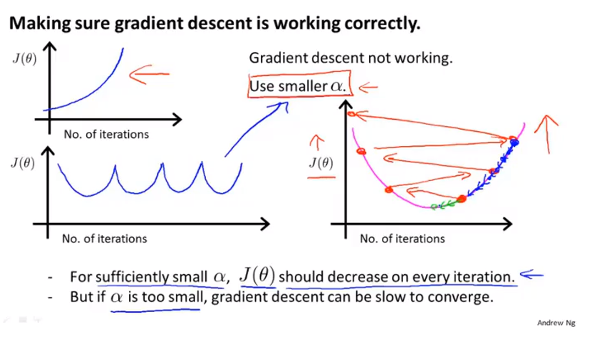 Making sure gradient descent is working correctly.
J(θ)
No. of iterations
Gradient descent not working.
Use smaller α.
J(θ)
No. of iterations
J(θ)
No. of iterations
- For sufficiently small α, J(θ) should decrease on every iteration.
- But if α is too small, gradient descent can be slow to converge.
Andrew Ng